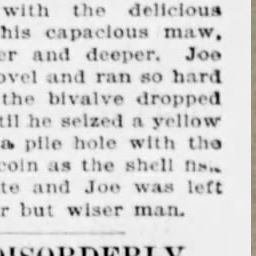 with the delicious
his capacious maw,
er and deeper. Joe
ovel and ran so hard
the bivalve dropped
til he seized a yellow
a pile hole with the
coin as the shell
te and Joe was left
r but wiser man.
DISORDERLY